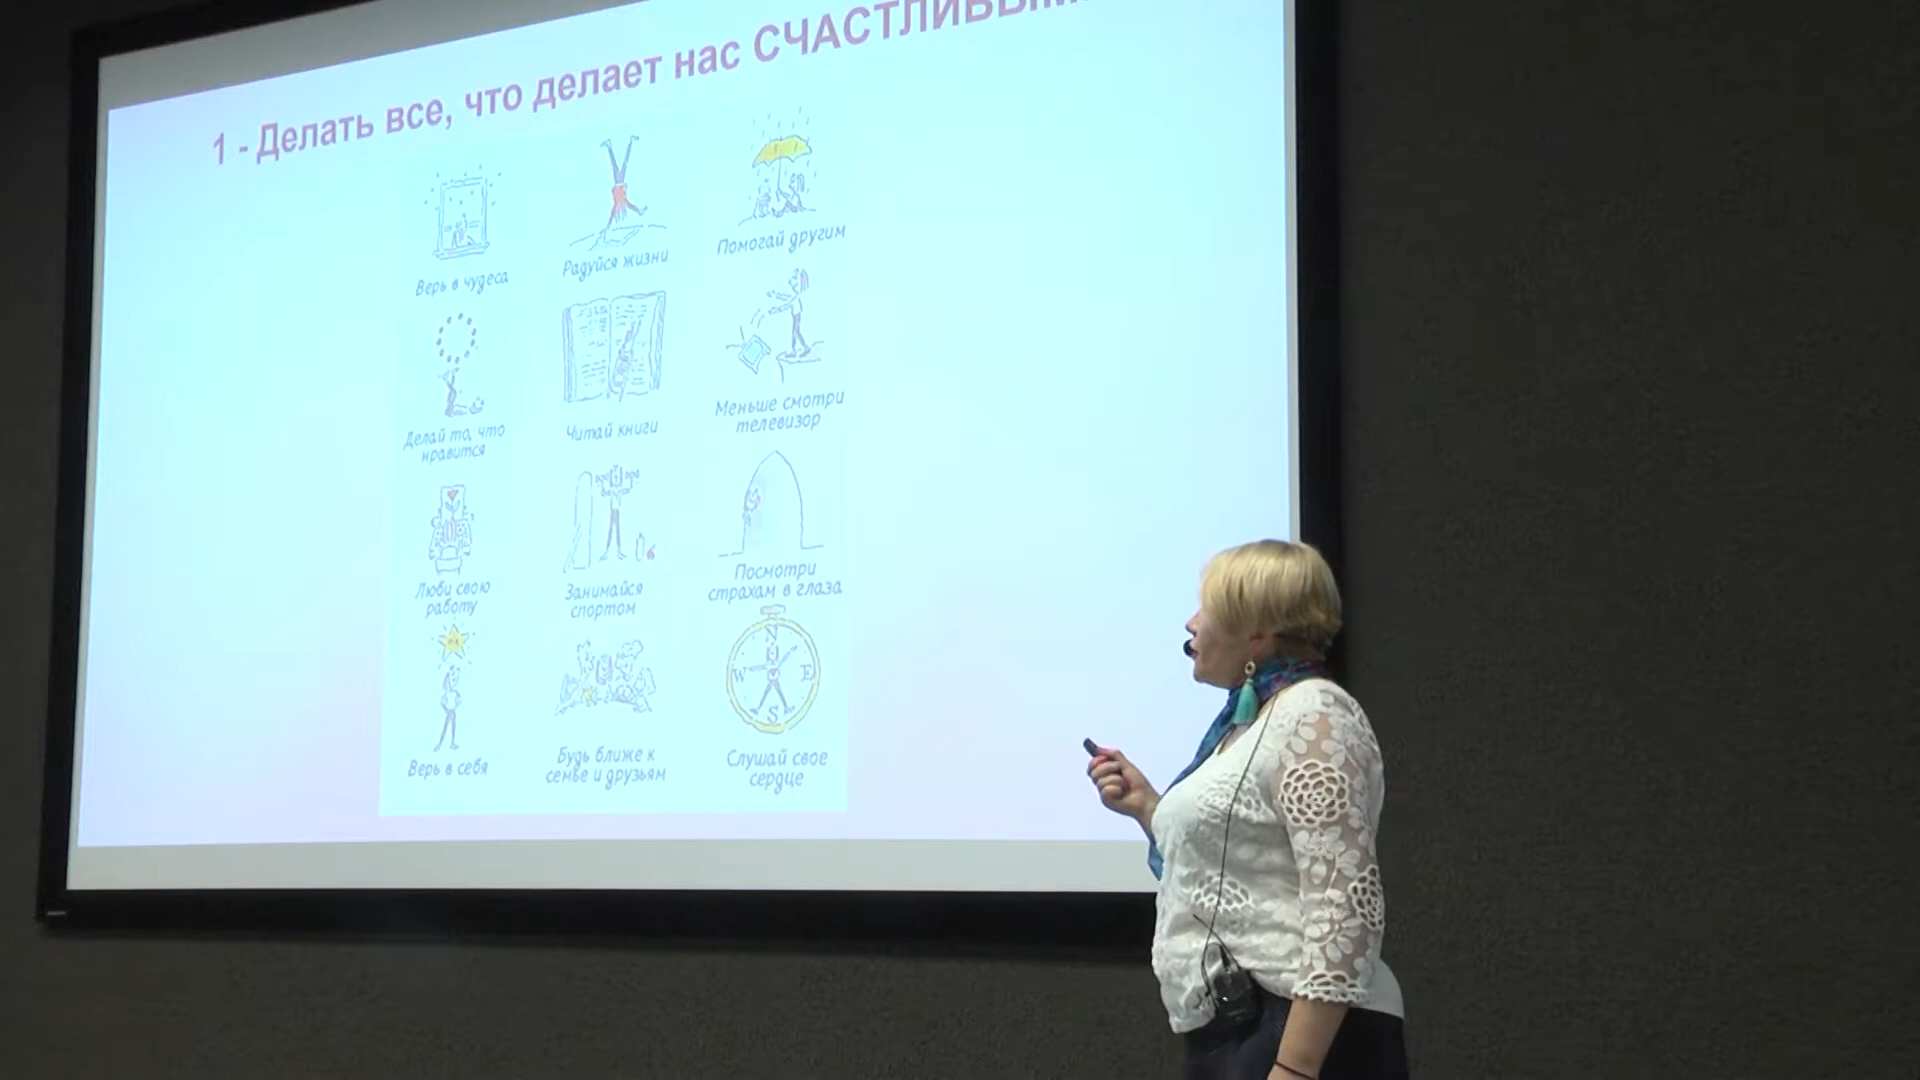 1 - Делать все, что делает нас СЧАСТЛИВЫМ
Верь в чудеса
Радуйся жизни
Помогай другим
Делай то, что
нравится
Читай книги
Меньше смотри
телевизор
Люби свою
работу
Занимайся
спортом
Посмотри
страхам в глаза
N
W
E
S
Верь в себя
Будь ближе к
семье и друзьям
Слушай свое
сердце